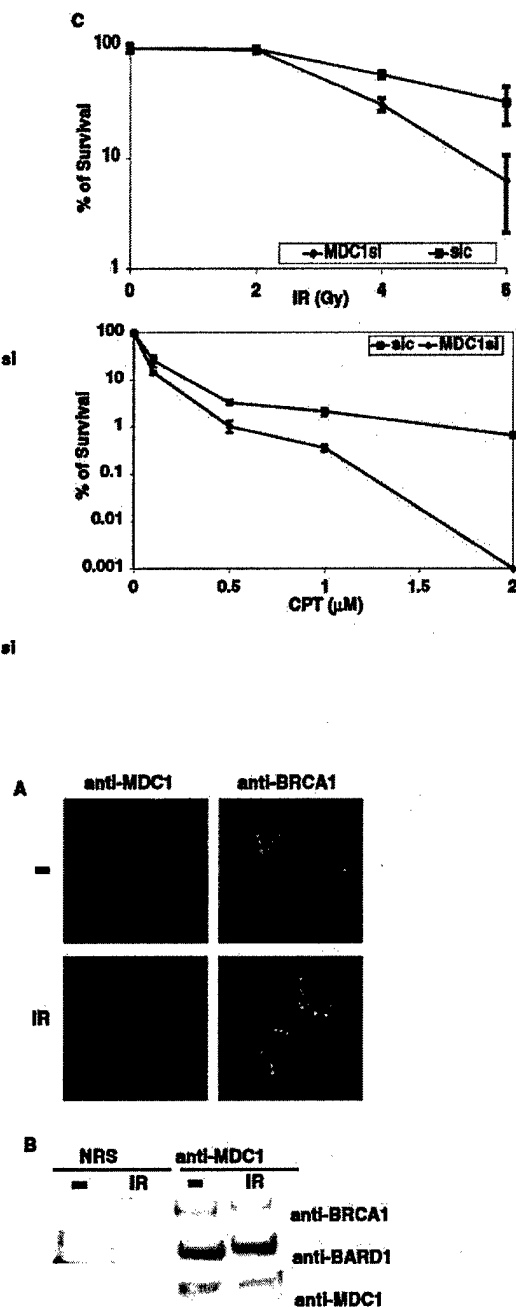 C
100
10
1
% of Survival
MDC1si
sic
0
2
4
6
IR (Gy)
si
100
10
1
0.1
0.01
0.001
% of Survival
sic
MDC1si
0
0.5
1
1.5
2
CPT (µM)
si
A
anti-MDC1
anti-BRCA1
–
IR
B
NRS
anti-MDC1
– IR
– IR
anti-BRCA1
anti-BARD1
anti-MDC1